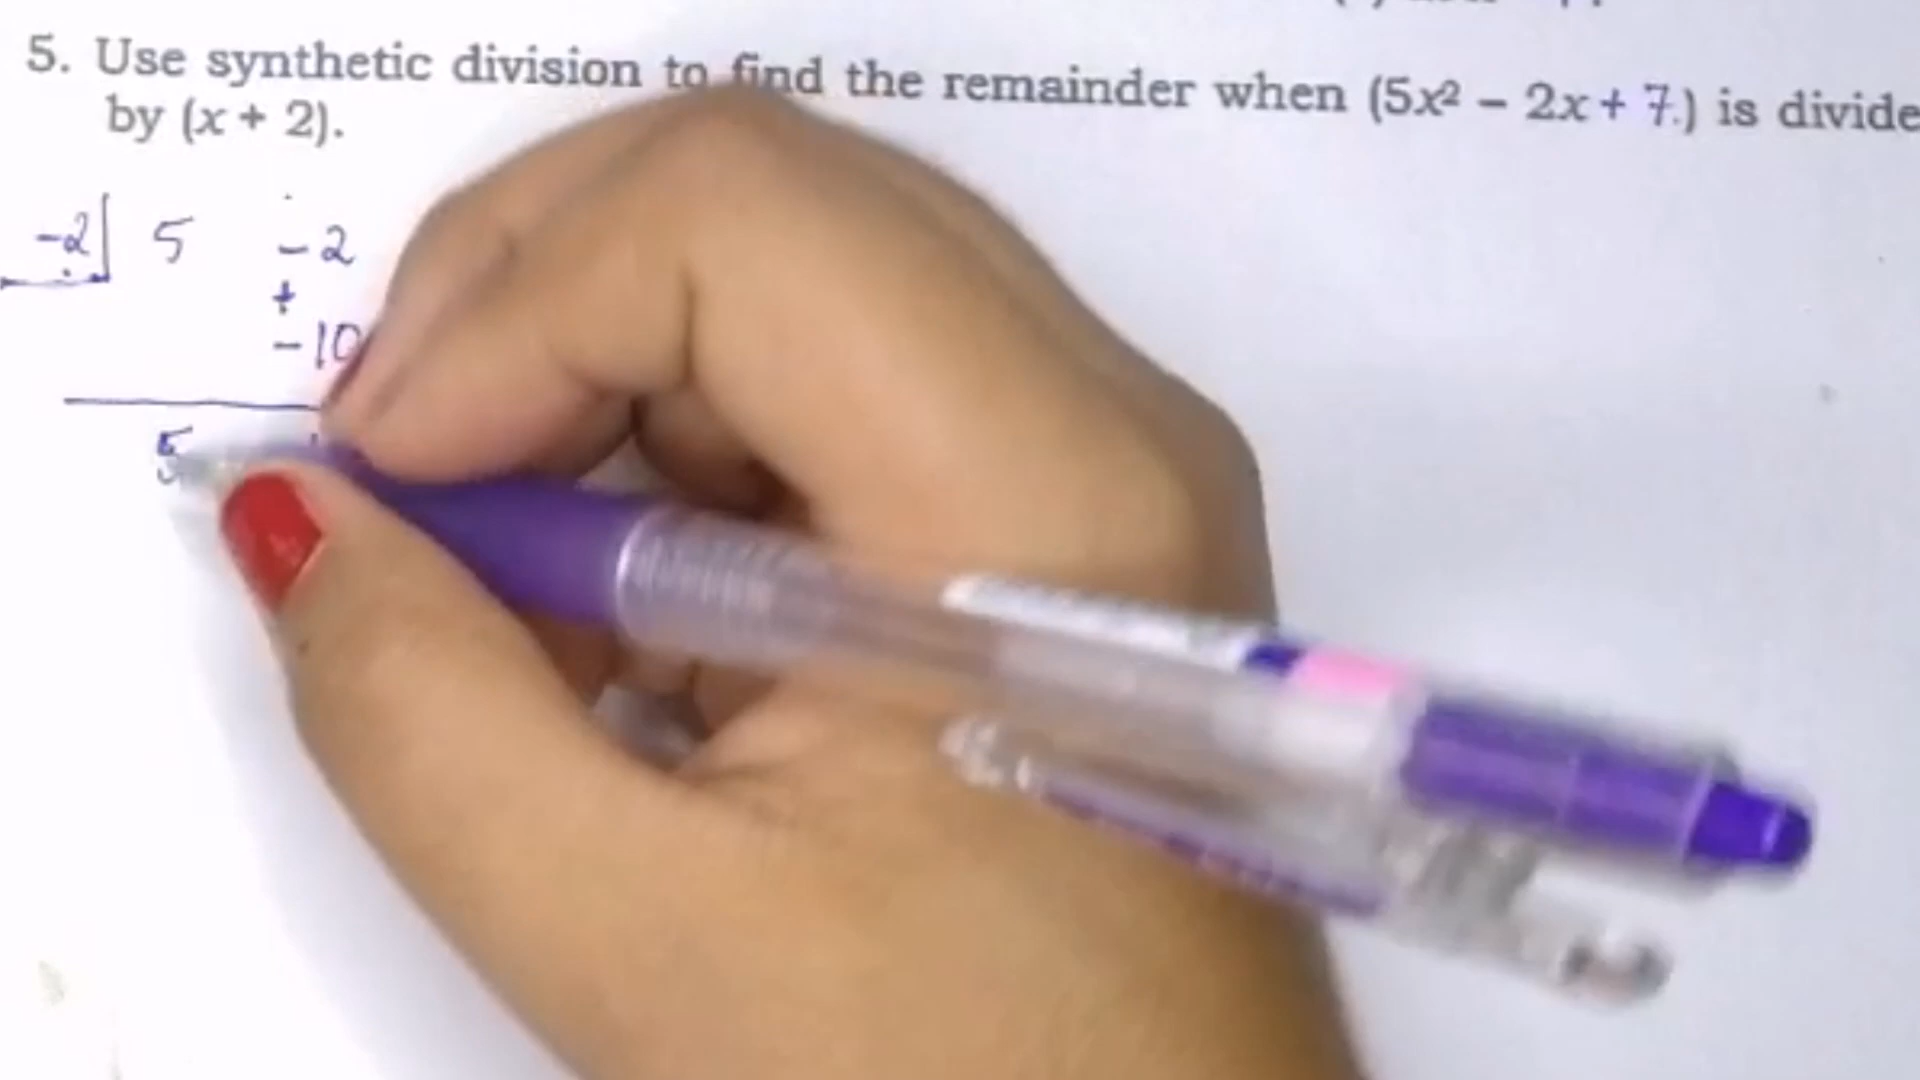 5. Use synthetic division to find the remainder when (5x² – 2x + 7.) is divide
by (x + 2).
-2 5 -2
+
-10
5